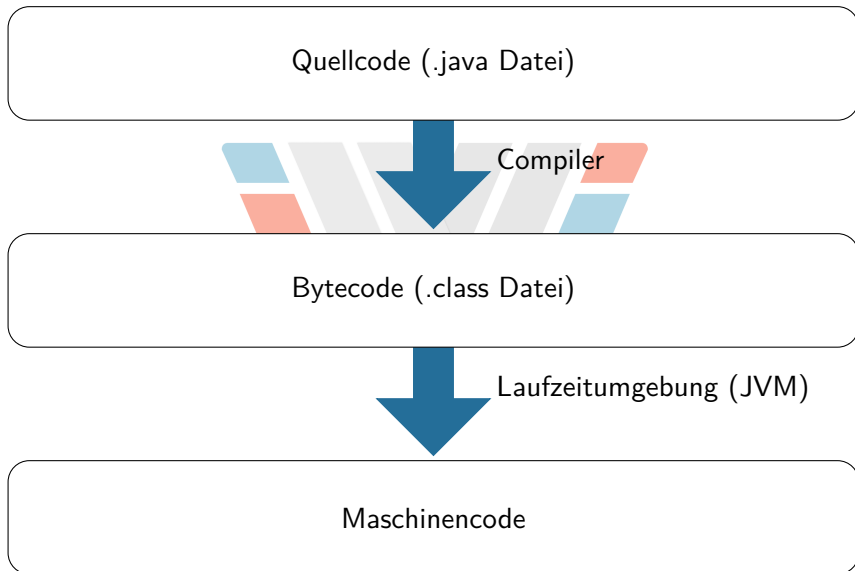 Quellcode (.java Datei)
Compiler
Bytecode (.class Datei)
Laufzeitumgebung (JVM)
Maschinencode